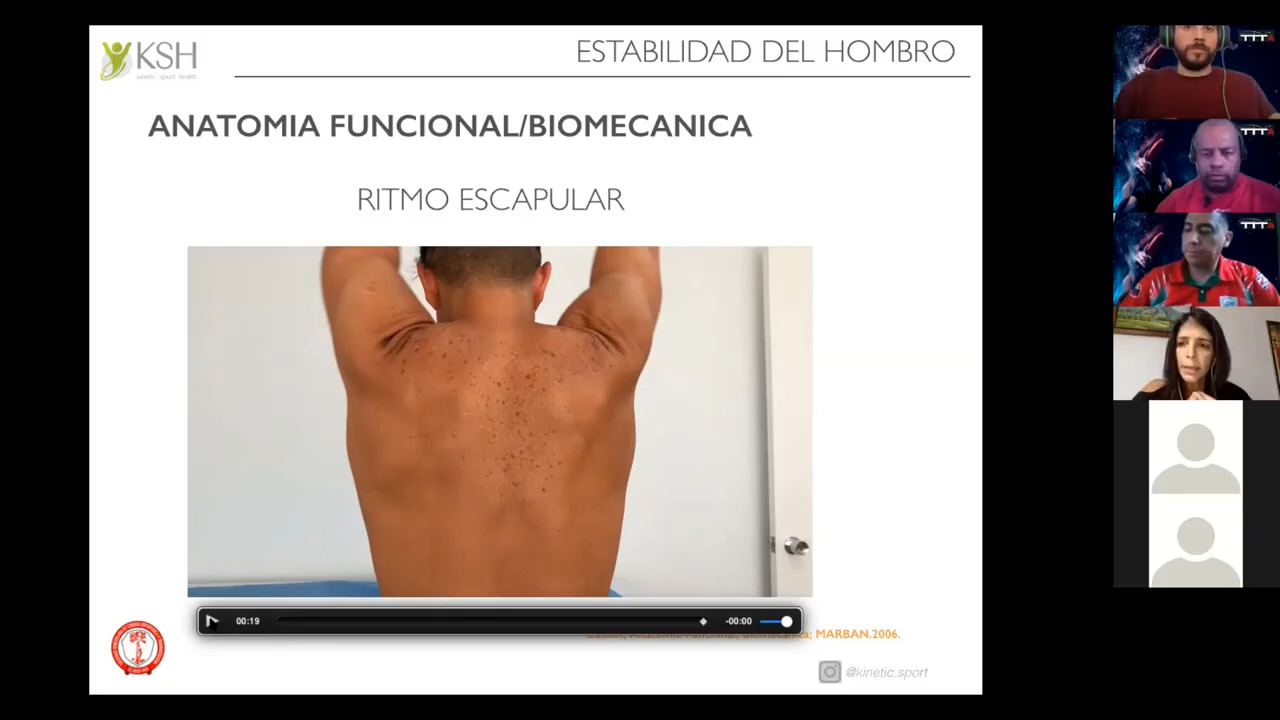 KSH
kinetic sport health
ESTABILIDAD DEL HOMBRO
ANATOMIA FUNCIONAL/BIOMECANICA
RITMO ESCAPULAR
00:19
-00:00
MARBAN.2006.
@kinetic.sport